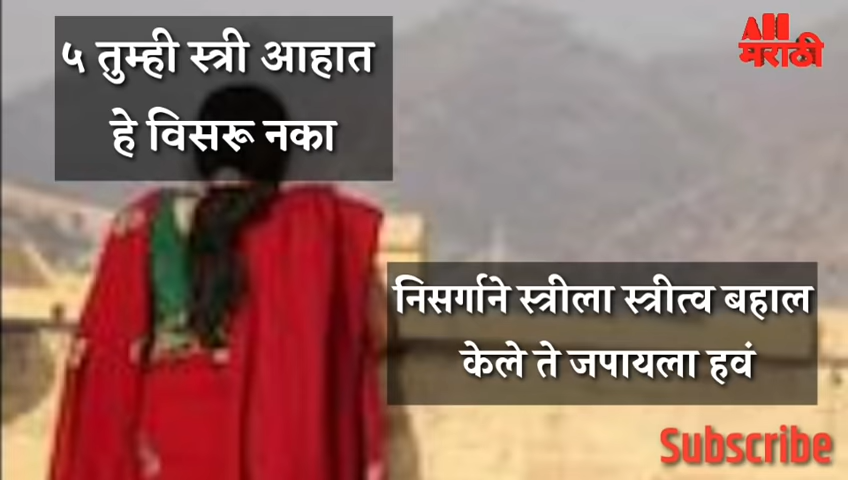 ५ तुम्ही स्त्री आहात
हे विसरू नका
All
मराठी
निसर्गाने स्त्रीला स्त्रीत्व बहाल
केले ते जपायला हवं
Subscribe